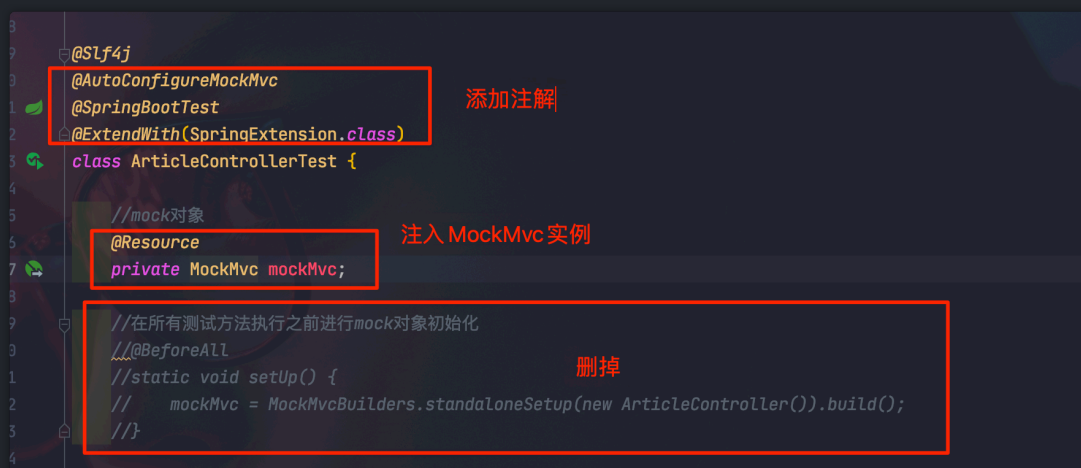 @Slf4j
@AutoConfigureMockMvc
@SpringBootTest
添加注解
@ExtendWith(SpringExtension.class)
class ArticleControllerTest {
//mock对象
@Resource
注入MockMvc实例
private MockMvc mockMvc;
//在所有测试方法执行之前进行mock对象初始化
//@BeforeAll
//static void setUp() {
删掉
//    mockMvc = MockMvcBuilders.standaloneSetup(new ArticleController()).build();
//}